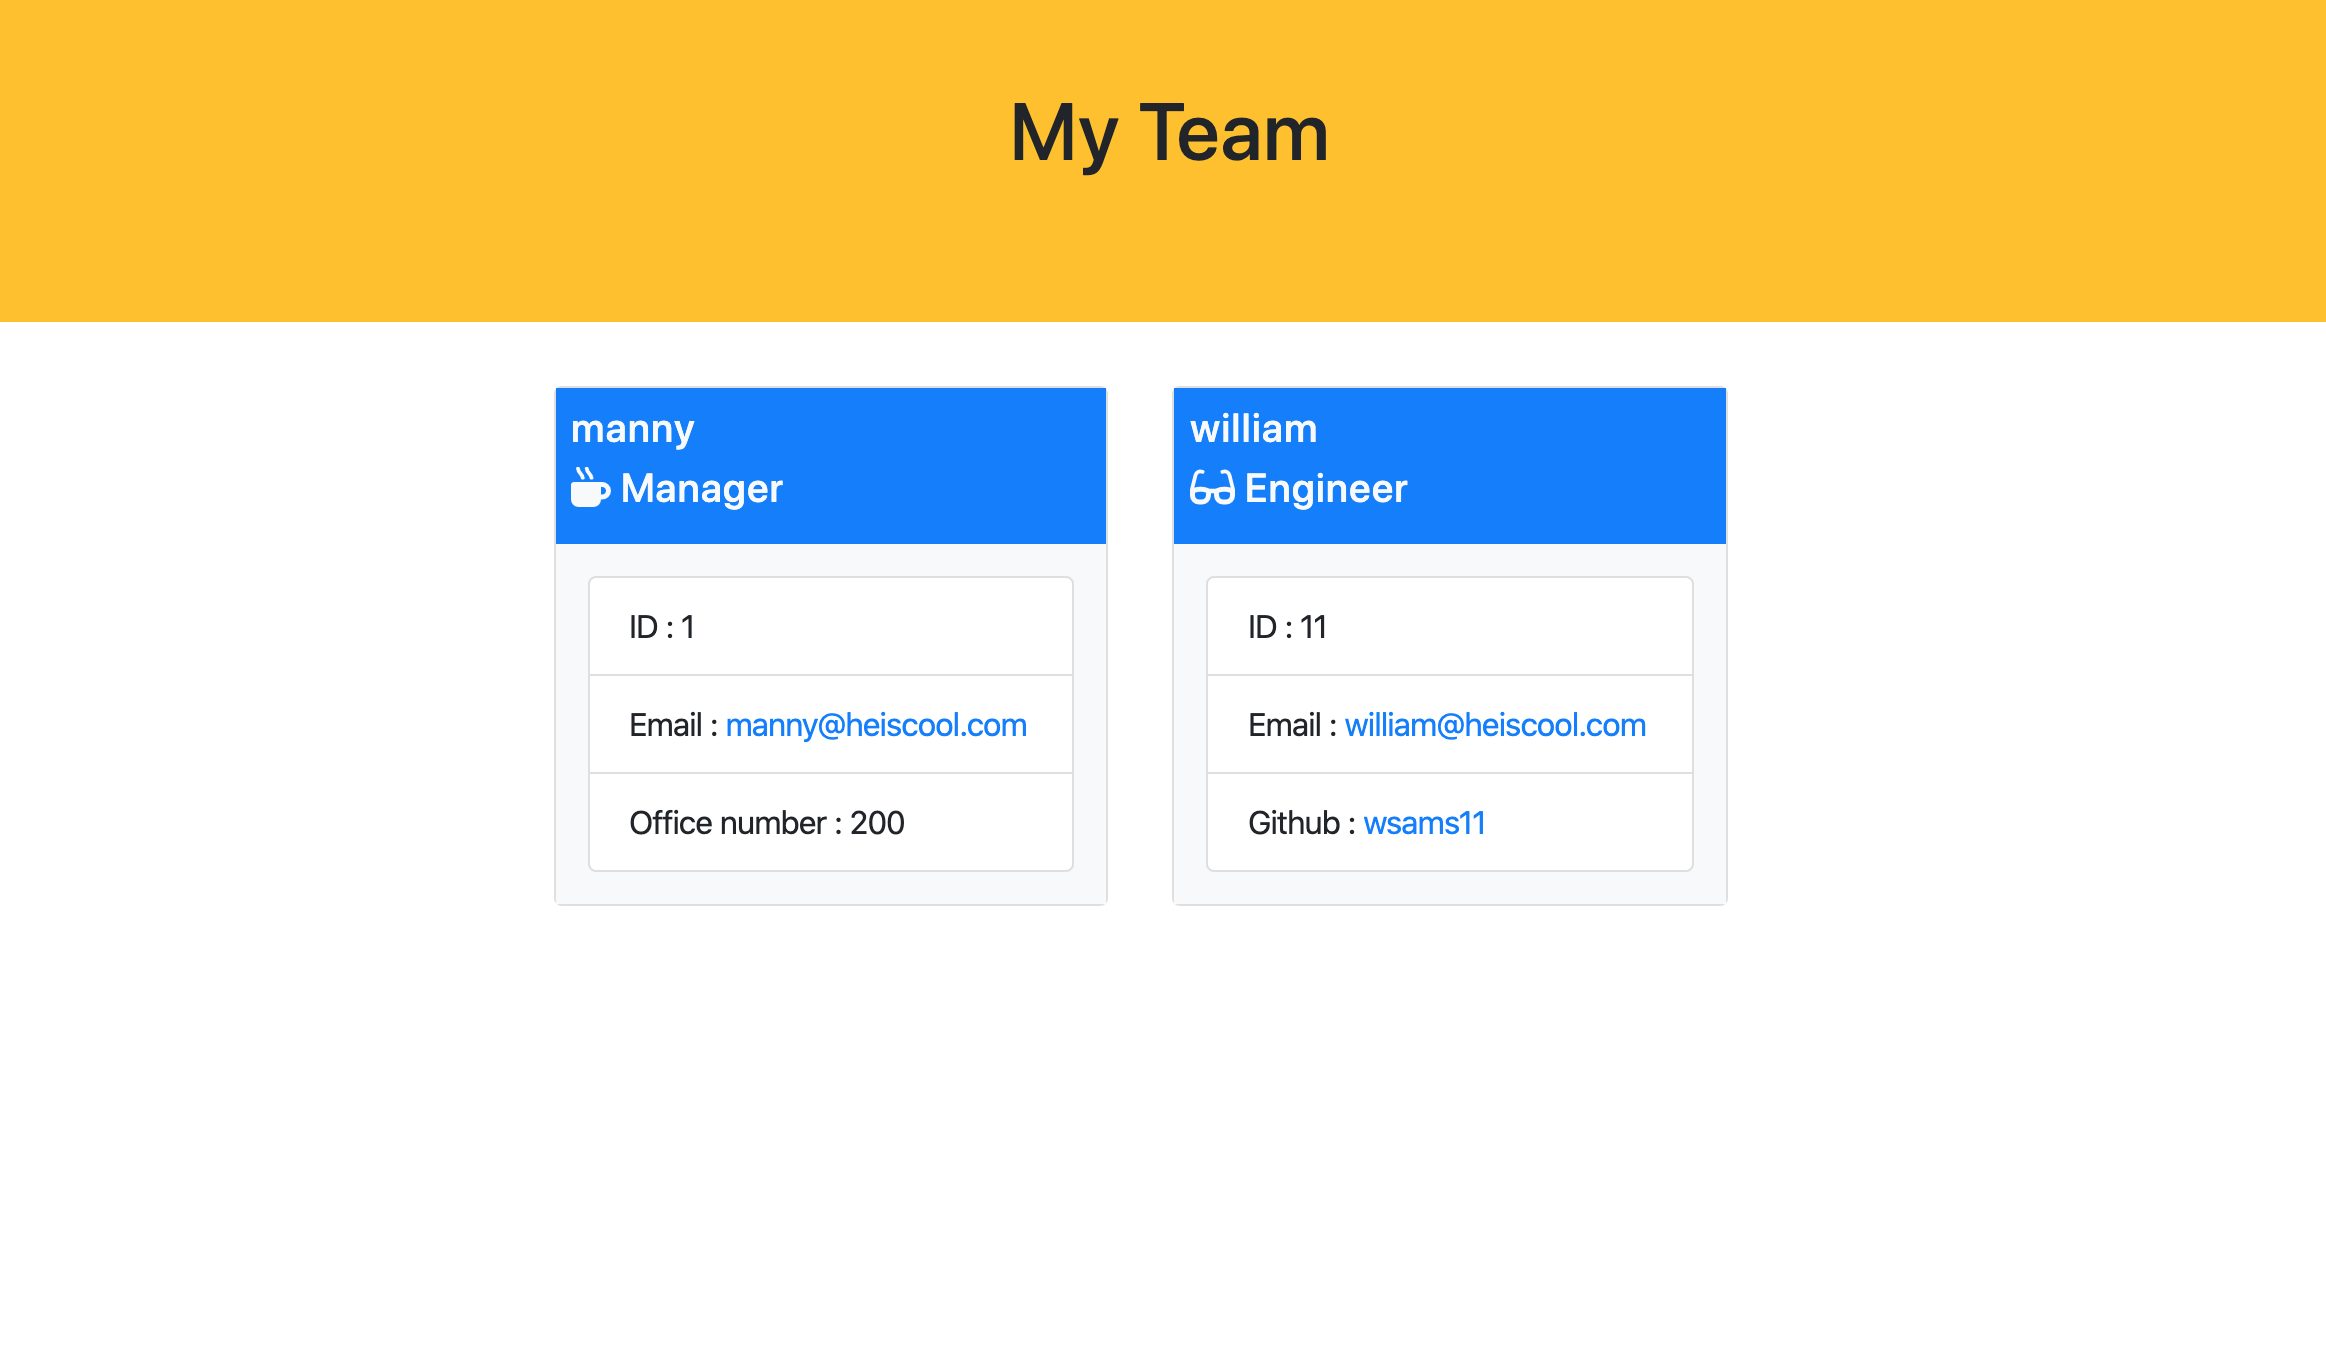 My Team
manny
Manager
ID : 1
Email : manny@heiscool.com
Office number : 200
william
Engineer
ID : 11
Email : william@heiscool.com
Github : wsams11